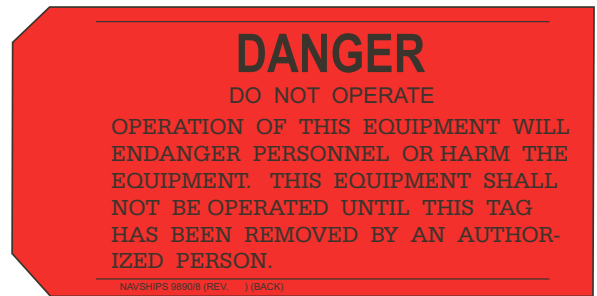 DANGER
DO NOT OPERATE
OPERATION OF THIS EQUIPMENT WILL
ENDANGER PERSONNEL OR HARM THE
EQUIPMENT. THIS EQUIPMENT SHALL
NOT BE OPERATED UNTIL THIS TAG
HAS BEEN REMOVED BY AN AUTHOR-
IZED PERSON.
NAVSHIPS 9890/8 (REV. ) (BACK)